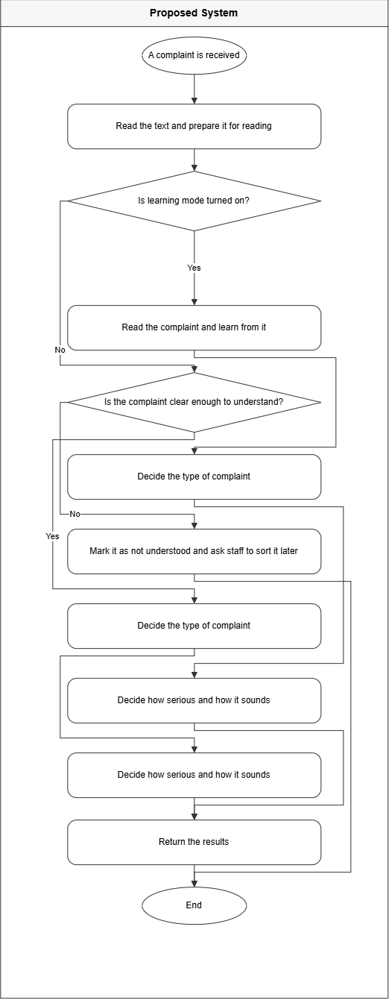 Proposed System
A complaint is received
Read the text and prepare it for reading
Is learning mode turned on?
Yes
Read the complaint and learn from it
No
Is the complaint clear enough to understand?
Decide the type of complaint
No
Yes
Mark it as not understood and ask staff to sort it later
Decide the type of complaint
Decide how serious and how it sounds
Decide how serious and how it sounds
Return the results
End